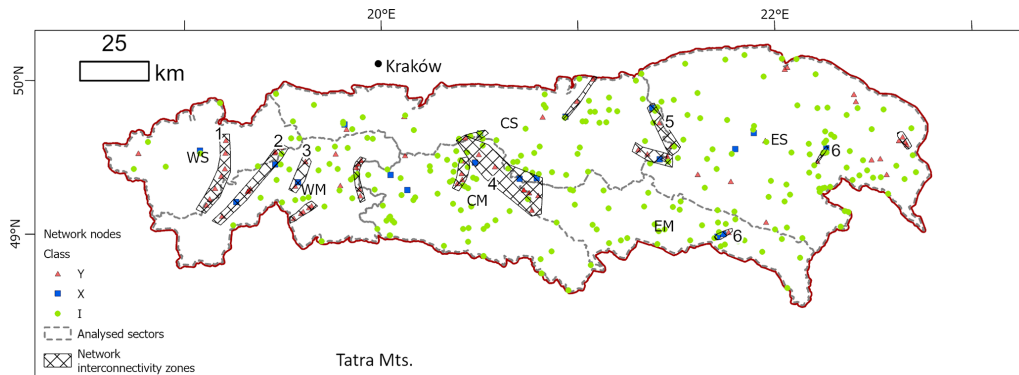 20°O 22°O
25
km
50°N
Kraków
1 2 3 WS WM CS CM 4 5 ES 6 EM 6
49°N
Network nodes
Class
Y
X
I
Analysed sectors
Network
interconnectivity zones
Tatra Mts.